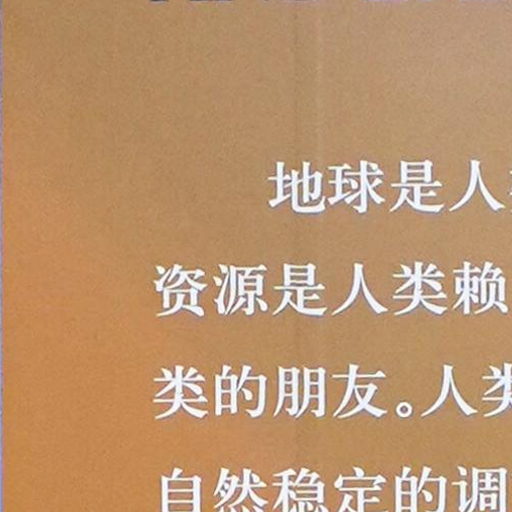 地球是人
资源是人类赖
类的朋友。人类
自然稳定的调